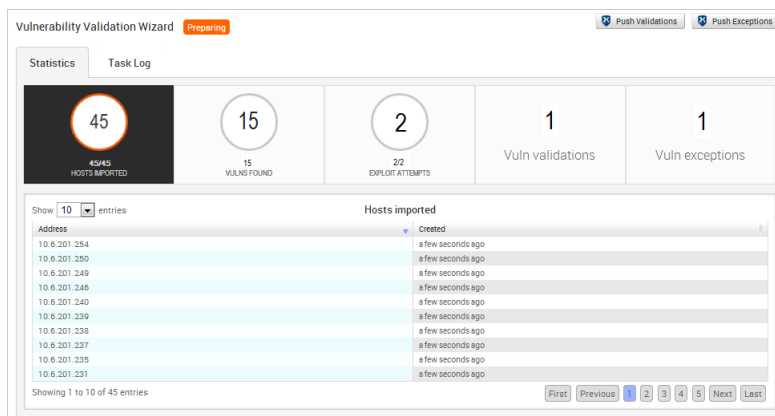 Vulnerability Validation Wizard Preparing Push Validations Push Exceptions
Statistics Task Log
45 15 2 1 1
45/45 15 2/2 Vuln validations Vuln exceptions
HOSTS IMPORTED VULNS FOUND EXPLOIT ATTEMPTS
Show 10 entries Hosts imported
Address Created
10.6.201.254 a few seconds ago
10.6.201.250 a few seconds ago
10.6.201.249 a few seconds ago
10.6.201.246 a few seconds ago
10.6.201.240 a few seconds ago
10.6.201.239 a few seconds ago
10.6.201.238 a few seconds ago
10.6.201.237 a few seconds ago
10.6.201.235 a few seconds ago
10.6.201.231 a few seconds ago
Showing 1 to 10 of 45 entries First Previous 1 2 3 4 5 Next Last